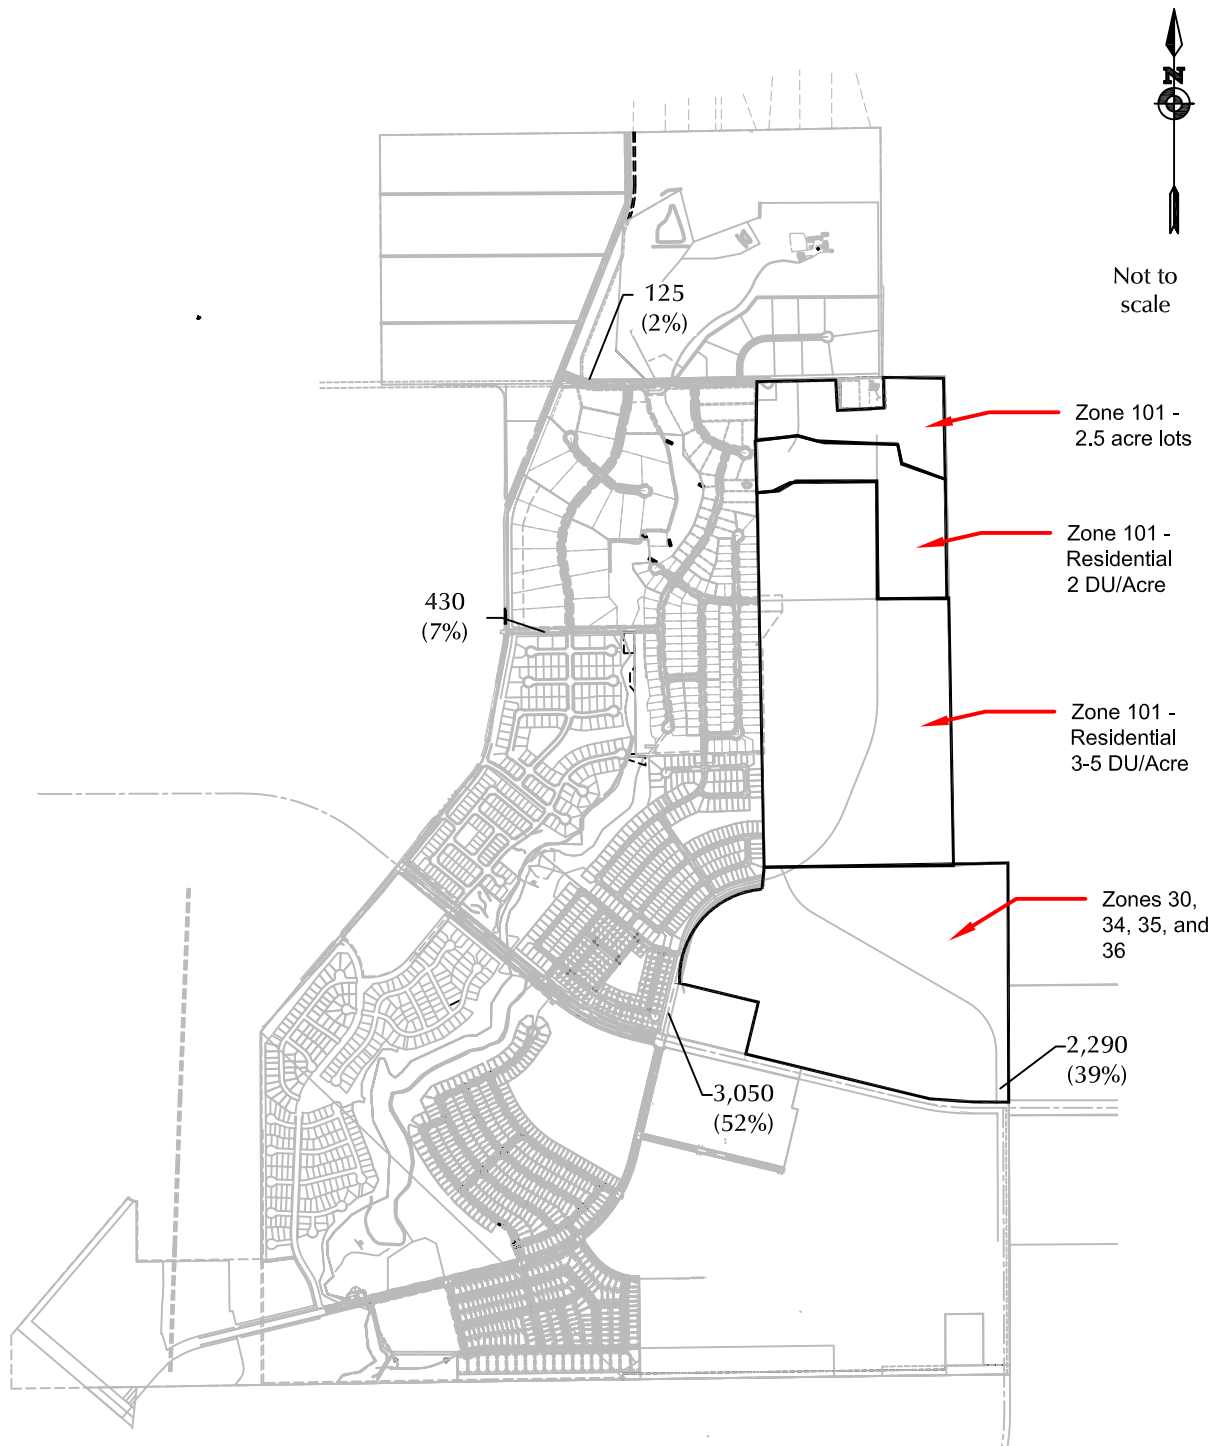 N
Not to
scale
125
(2%)
Zone 101 -
2.5 acre lots
Zone 101 -
Residential
2 DU/Acre
430
(7%)
Zone 101 -
Residential
3-5 DU/Acre
Zones 30,
34, 35, and
36
2,290
(39%)
3,050
(52%)